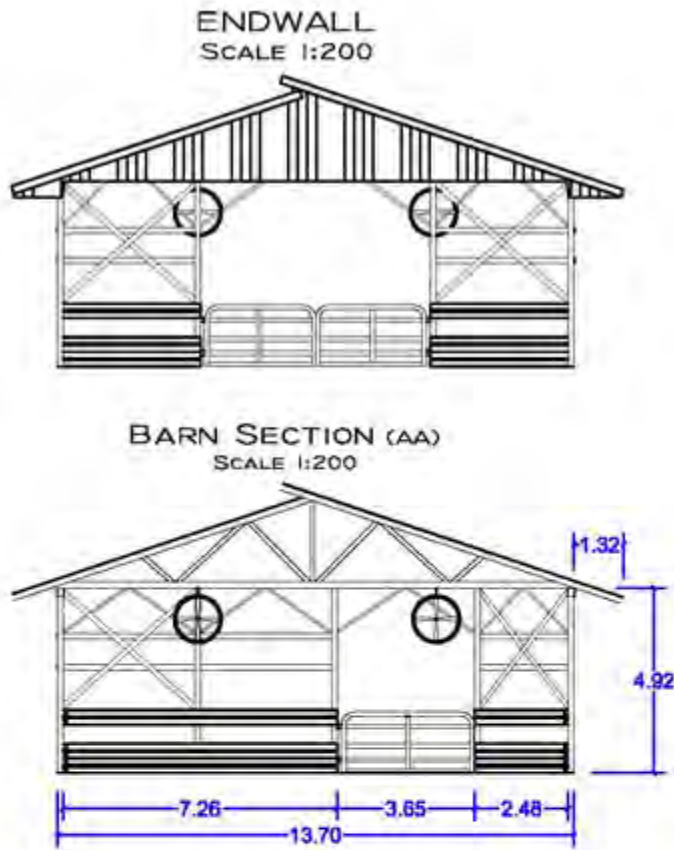 ENDWALL
SCALE 1:200
BARN SECTION (AA)
SCALE 1:200
1.32
4.92
7.26 3.65 2.48
13.70